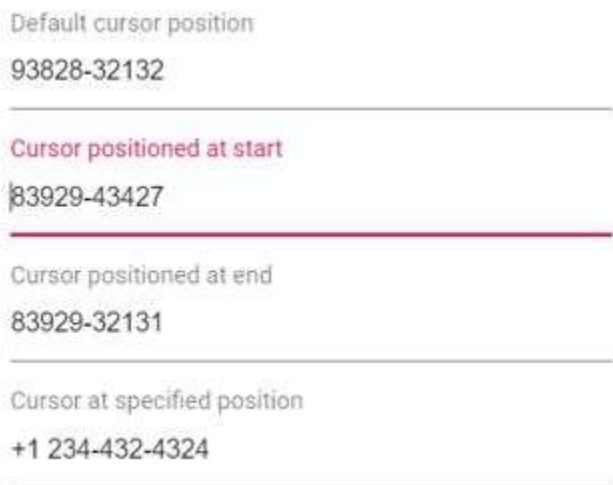 Default cursor position
93828-32132
Cursor positioned at start
83929-43427
Cursor positioned at end
83929-32131
Cursor at specified position
+1 234-432-4324